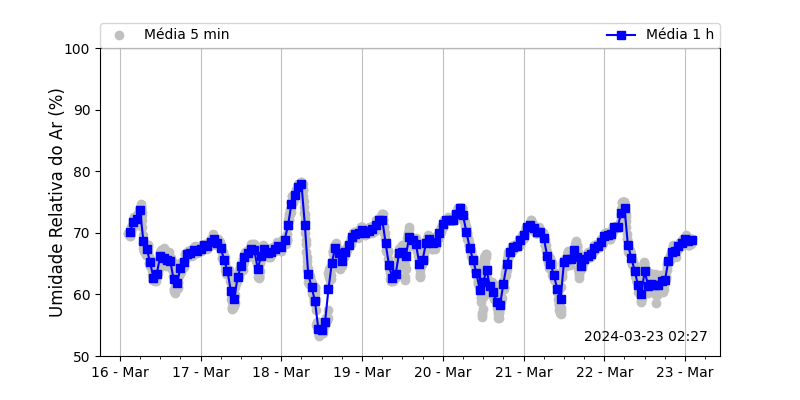 Média 5 min
Média 1 h
Umidade Relativa do Ar (%)
100
90
80
70
60
50
2024-03-23 02:27
16 - Mar
17 - Mar
18 - Mar
19 - Mar
20 - Mar
21 - Mar
22 - Mar
23 - Mar